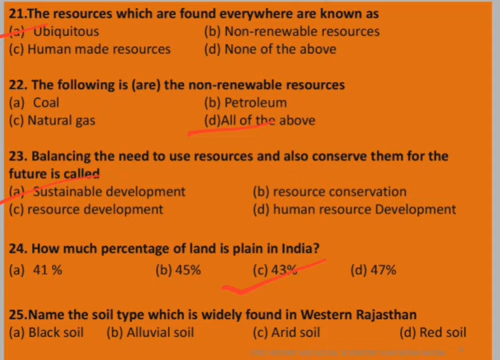 21.The resources which are found everywhere are known as
(a) Ubiquitous (b) Non-renewable resources
(c) Human made resources (d) None of the above
22. The following is (are) the non-renewable resources
(a) Coal (b) Petroleum
(c) Natural gas (d)All of the above
23. Balancing the need to use resources and also conserve them for the
future is called
(a) Sustainable development (b) resource conservation
(c) resource development (d) human resource Development
24. How much percentage of land is plain in India?
(a) 41 % (b) 45% (c) 43% (d) 47%
25.Name the soil type which is widely found in Western Rajasthan
(a) Black soil (b) Alluvial soil (c) Arid soil (d) Red soil